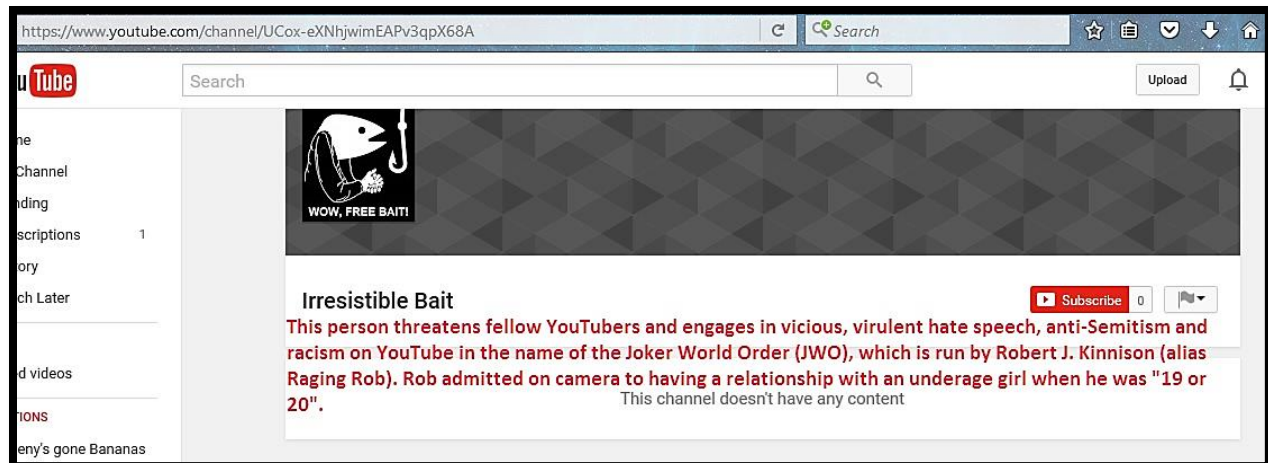 https://www.youtube.com/channel/UCox-eXNhjwimEAPv3qpX68A Search
u Tube Search Upload
ne
Channel
nding
scriptions 1
ory
ch Later
d videos
IONS
eny's gone Bananas
WOW, FREE BAIT!
Irresistible Bait Subscribe 0
This person threatens fellow YouTubers and engages in vicious, virulent hate speech, anti-Semitism and
racism on YouTube in the name of the Joker World Order (JWO), which is run by Robert J. Kinnison (alias
Raging Rob). Rob admitted on camera to having a relationship with an underage girl when he was "19 or
20".
This channel doesn't have any content